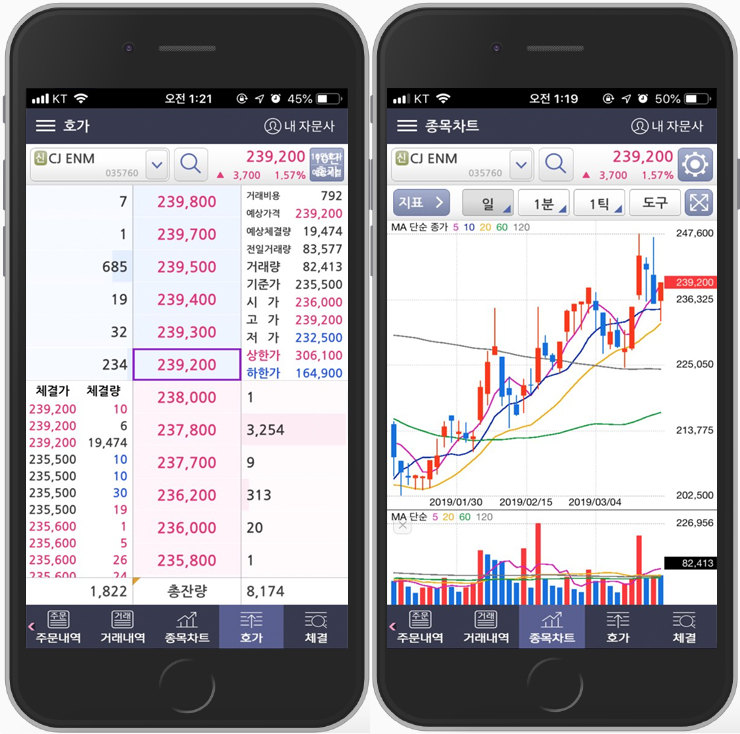 KT 오전 1:21 45%
호가 내 자문사
신 CJ ENM 035760 239,200
▲ 3,700 1.57%
7 239,800 거래비용 792
예상가격 239,200
1 239,700 예상체결량 19,474
전일거래량 83,577
685 239,500 거래량 82,413
기준가 235,500
19 239,400 시 가 236,000
고 가 239,200
32 239,300 저 가 232,500
상한가 306,100
234 239,200 하한가 164,900
체결가 체결량 238,000 1
239,200 10
239,200 6 237,800 3,254
239,200 19,474
235,500 10 237,700 9
235,500 10
235,500 30 236,200 313
235,500 19
235,600 1 236,000 20
235,600 5
235,600 26 235,800 1
235,600 24
1,822 총잔량 8,174
주문 거래
주문내역 거래내역 종목차트 호가 체결
KT 오전 1:19 50%
종목차트 내 자문사
신 CJ ENM 035760 239,200
▲ 3,700 1.57%
지표 일 1분 1틱 도구
MA 단순 종가 5 10 20 60 120
247,600
239,200
236,325
225,050
213,775
202,500
2019/01/30 2019/02/15 2019/03/04
MA 단순 5 20 60 120
226,956
82,413
주문 거래
주문내역 거래내역 종목차트 호가 체결